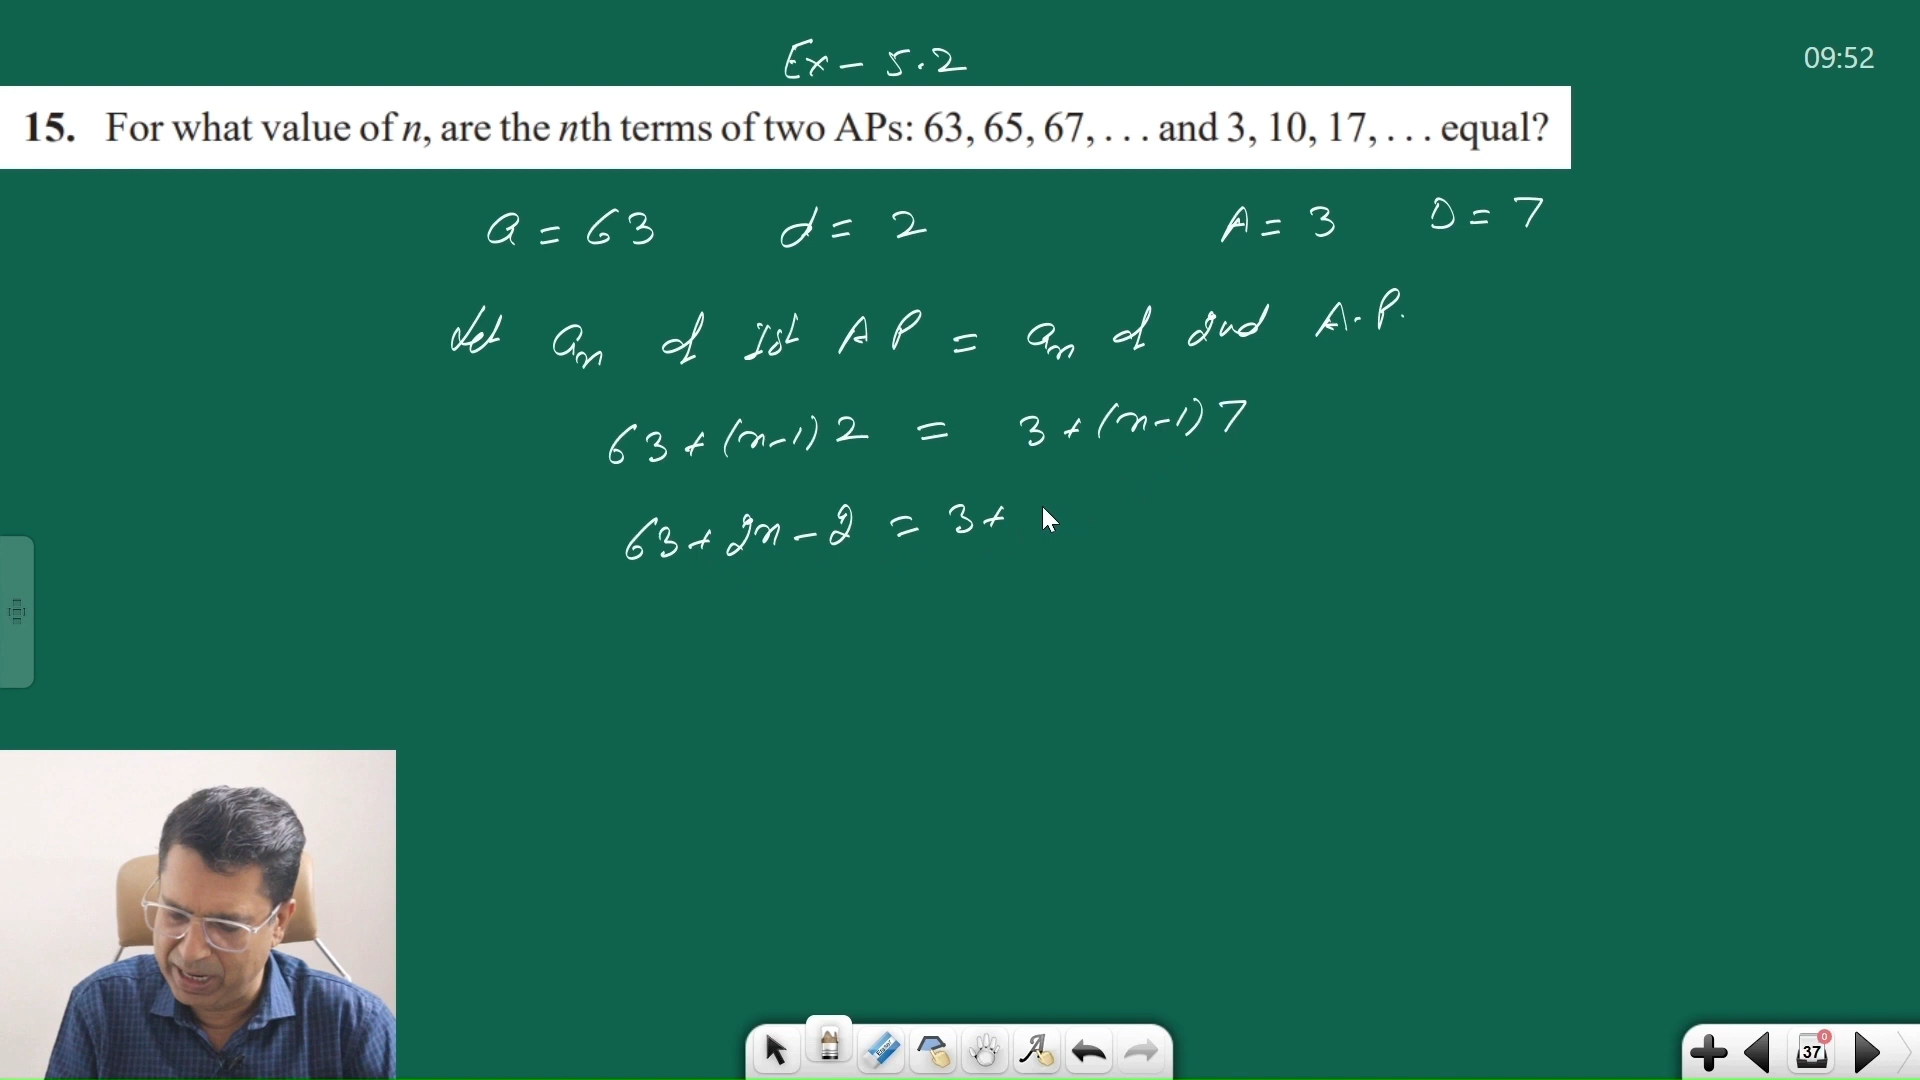 Ex - 5.2
09:52
15. For what value of n, are the nth terms of two APs: 63, 65, 67, . . . and 3, 10, 17, . . . equal?
a = 63 d = 2 A = 3 D = 7
Let an of Ist AP = an of 2nd A.P.
63 + (n-1) 2 = 3 + (n-1) 7
63 + 2n - 2 = 3 +
Eraser
A
37
0